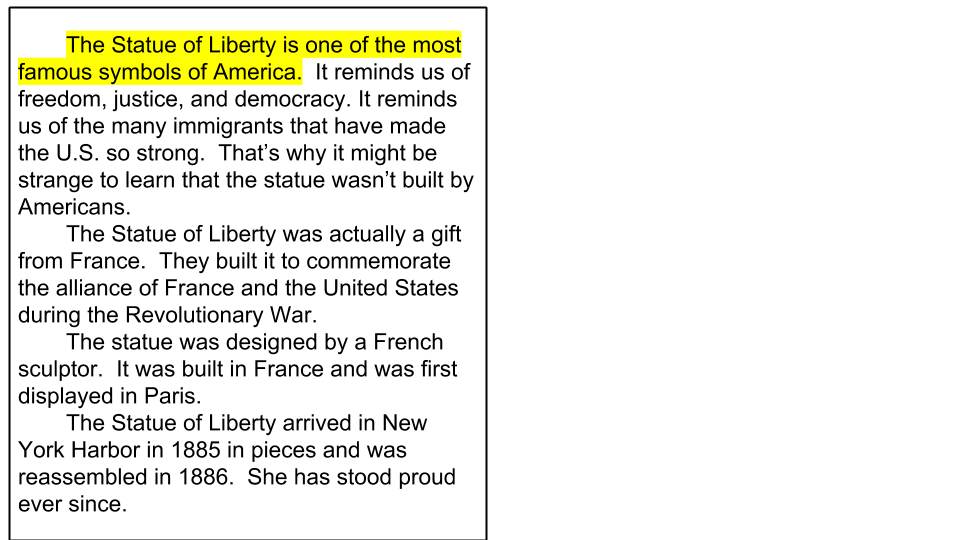 The Statue of Liberty is one of the most
famous symbols of America.  It reminds us of
freedom, justice, and democracy. It reminds
us of the many immigrants that have made
the U.S. so strong.  That’s why it might be
strange to learn that the statue wasn’t built by
Americans.
The Statue of Liberty was actually a gift
from France.  They built it to commemorate
the alliance of France and the United States
during the Revolutionary War.
The statue was designed by a French
sculptor.  It was built in France and was first
displayed in Paris.
The Statue of Liberty arrived in New
York Harbor in 1885 in pieces and was
reassembled in 1886.  She has stood proud
ever since.